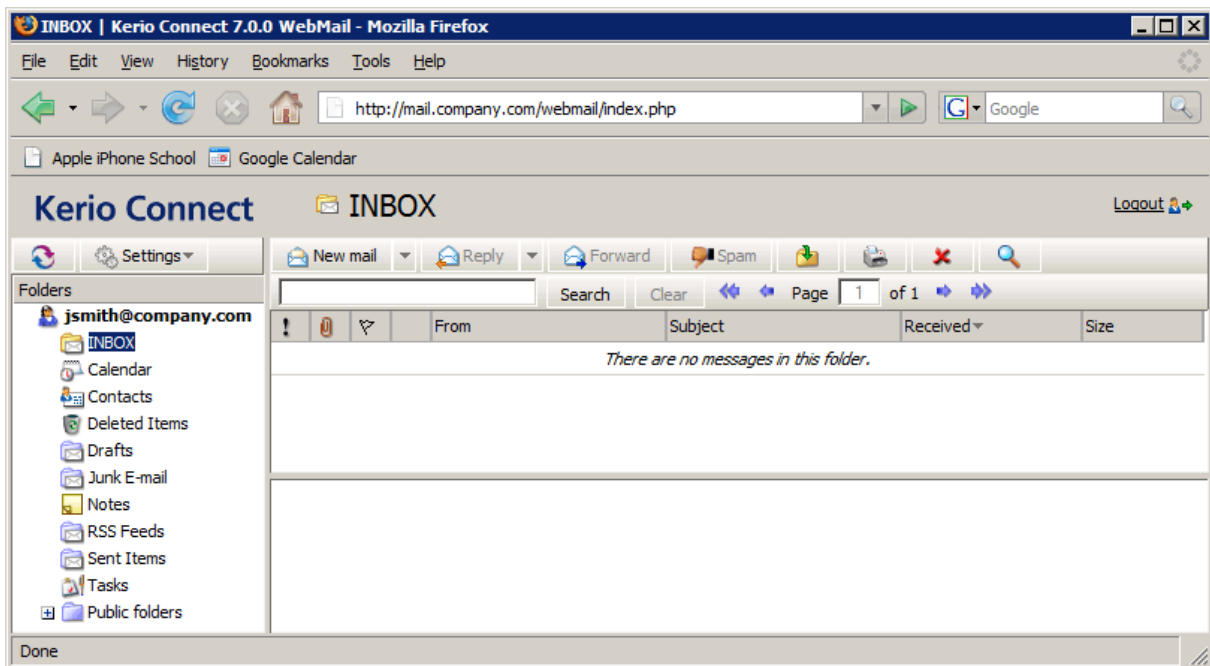 INBOX | Kerio Connect 7.0.0 WebMail - Mozilla Firefox
File Edit View History Bookmarks Tools Help
http://mail.company.com/webmail/index.php G Google
Apple iPhone School Google Calendar
Kerio Connect INBOX Logout
Settings New mail Reply Forward Spam
Folders Search Clear Page 1 of 1
! From Subject Received Size
jsmith@company.com
There are no messages in this folder.
INBOX
Calendar
Contacts
Deleted Items
Drafts
Junk E-mail
Notes
RSS Feeds
Sent Items
Tasks
Public folders
Done